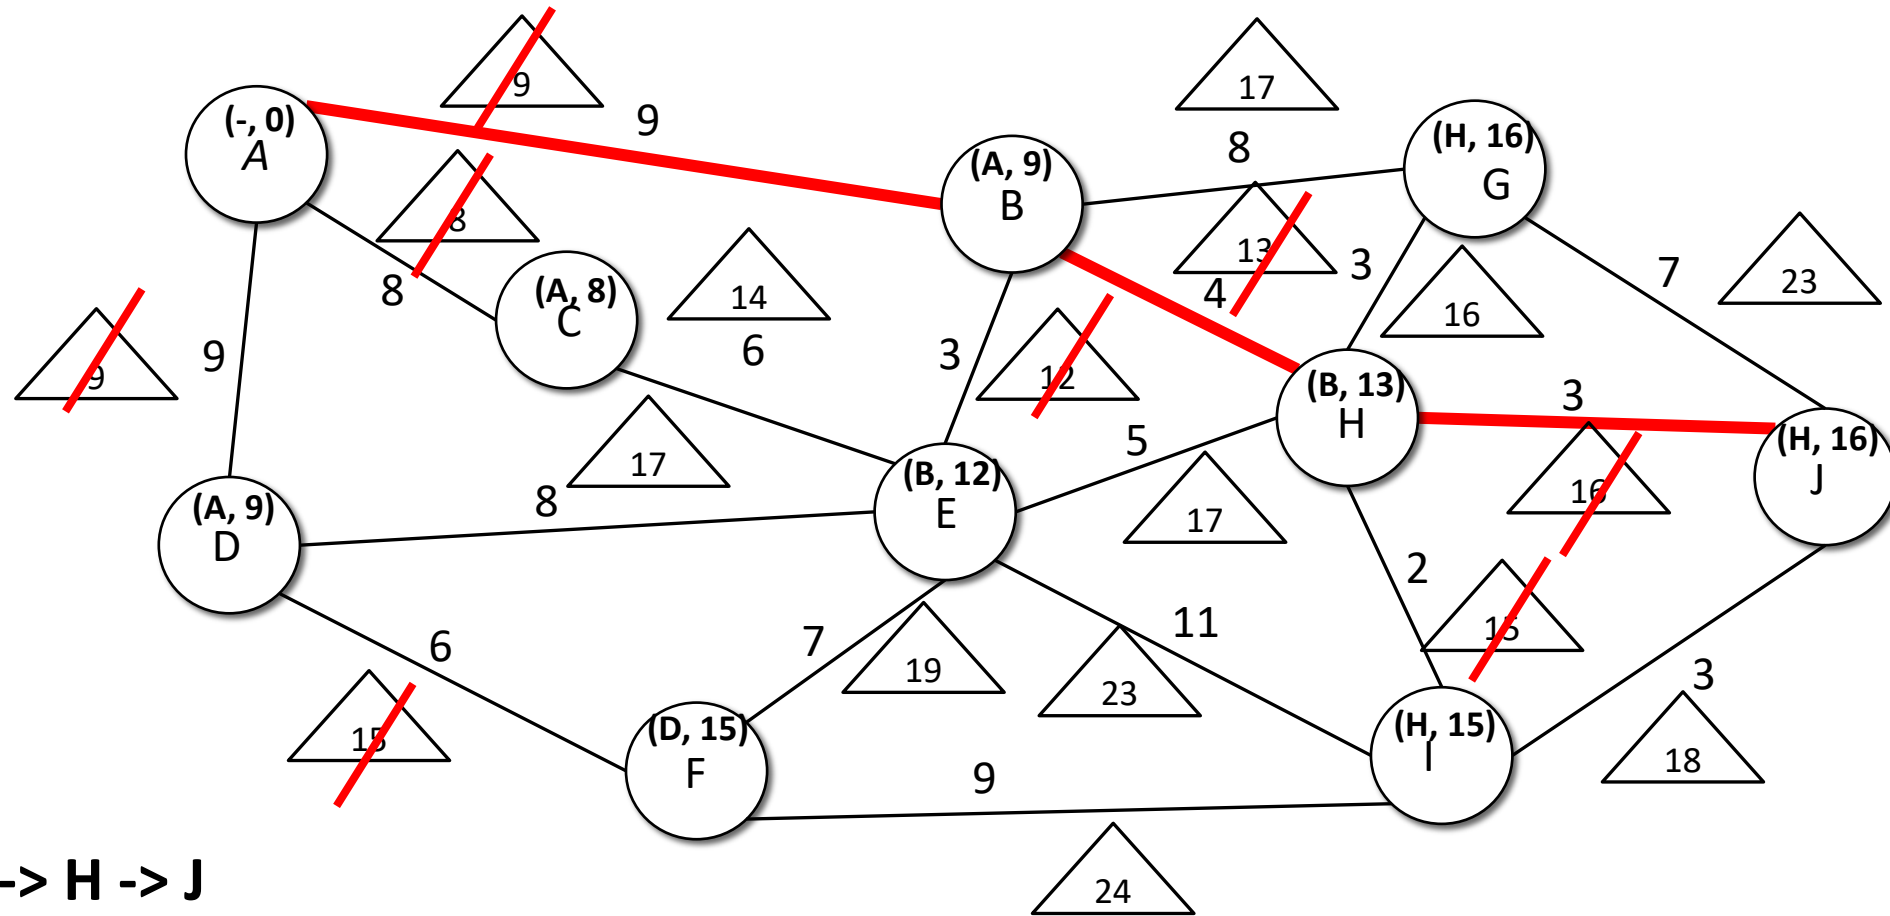 9
9
(-, 0)
A
17
8
(H, 16)
G
(A, 9)
B
8
8
(A, 8)
C
14
6
13
4
3
16
7
23
9
9
3
12
(B, 13)
H
3
(H, 16)
J
16
17
8
5
17
(B, 12)
E
(A, 9)
D
2
15
6
15
7
19
11
23
3
18
(D, 15)
F
(H, 15)
I
9
24
-> H -> J